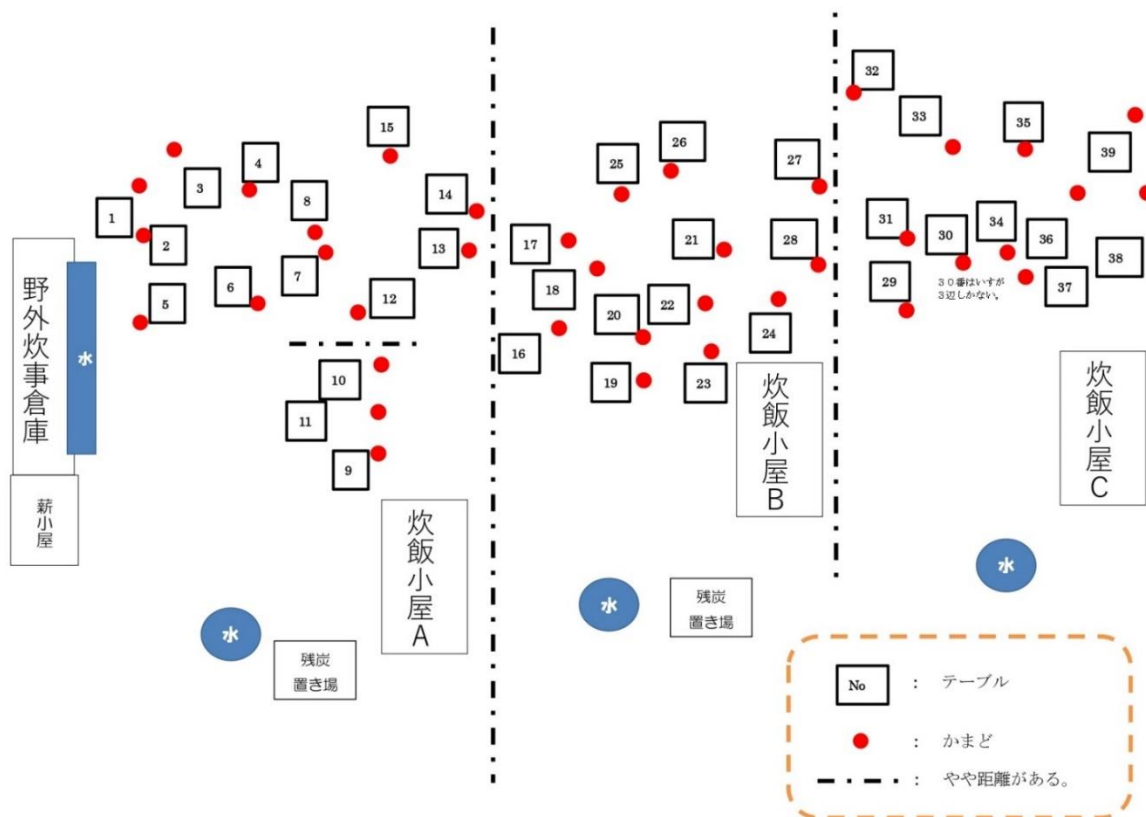 32
33
15
35
26
39
4
25
27
3
14
8
1
31
2
17
21
28
30
34
36
13
38
7
18
29
３０番はいすが
３辺しかない。
37
6
5
12
22
20
24
16
10
19
23
11
9
野外炊事倉庫
水
薪小屋
炊飯小屋A
炊飯小屋B
炊飯小屋C
水
残炭
置き場
水
残炭
置き場
水
No ： テーブル
： かまど
： やや距離がある。